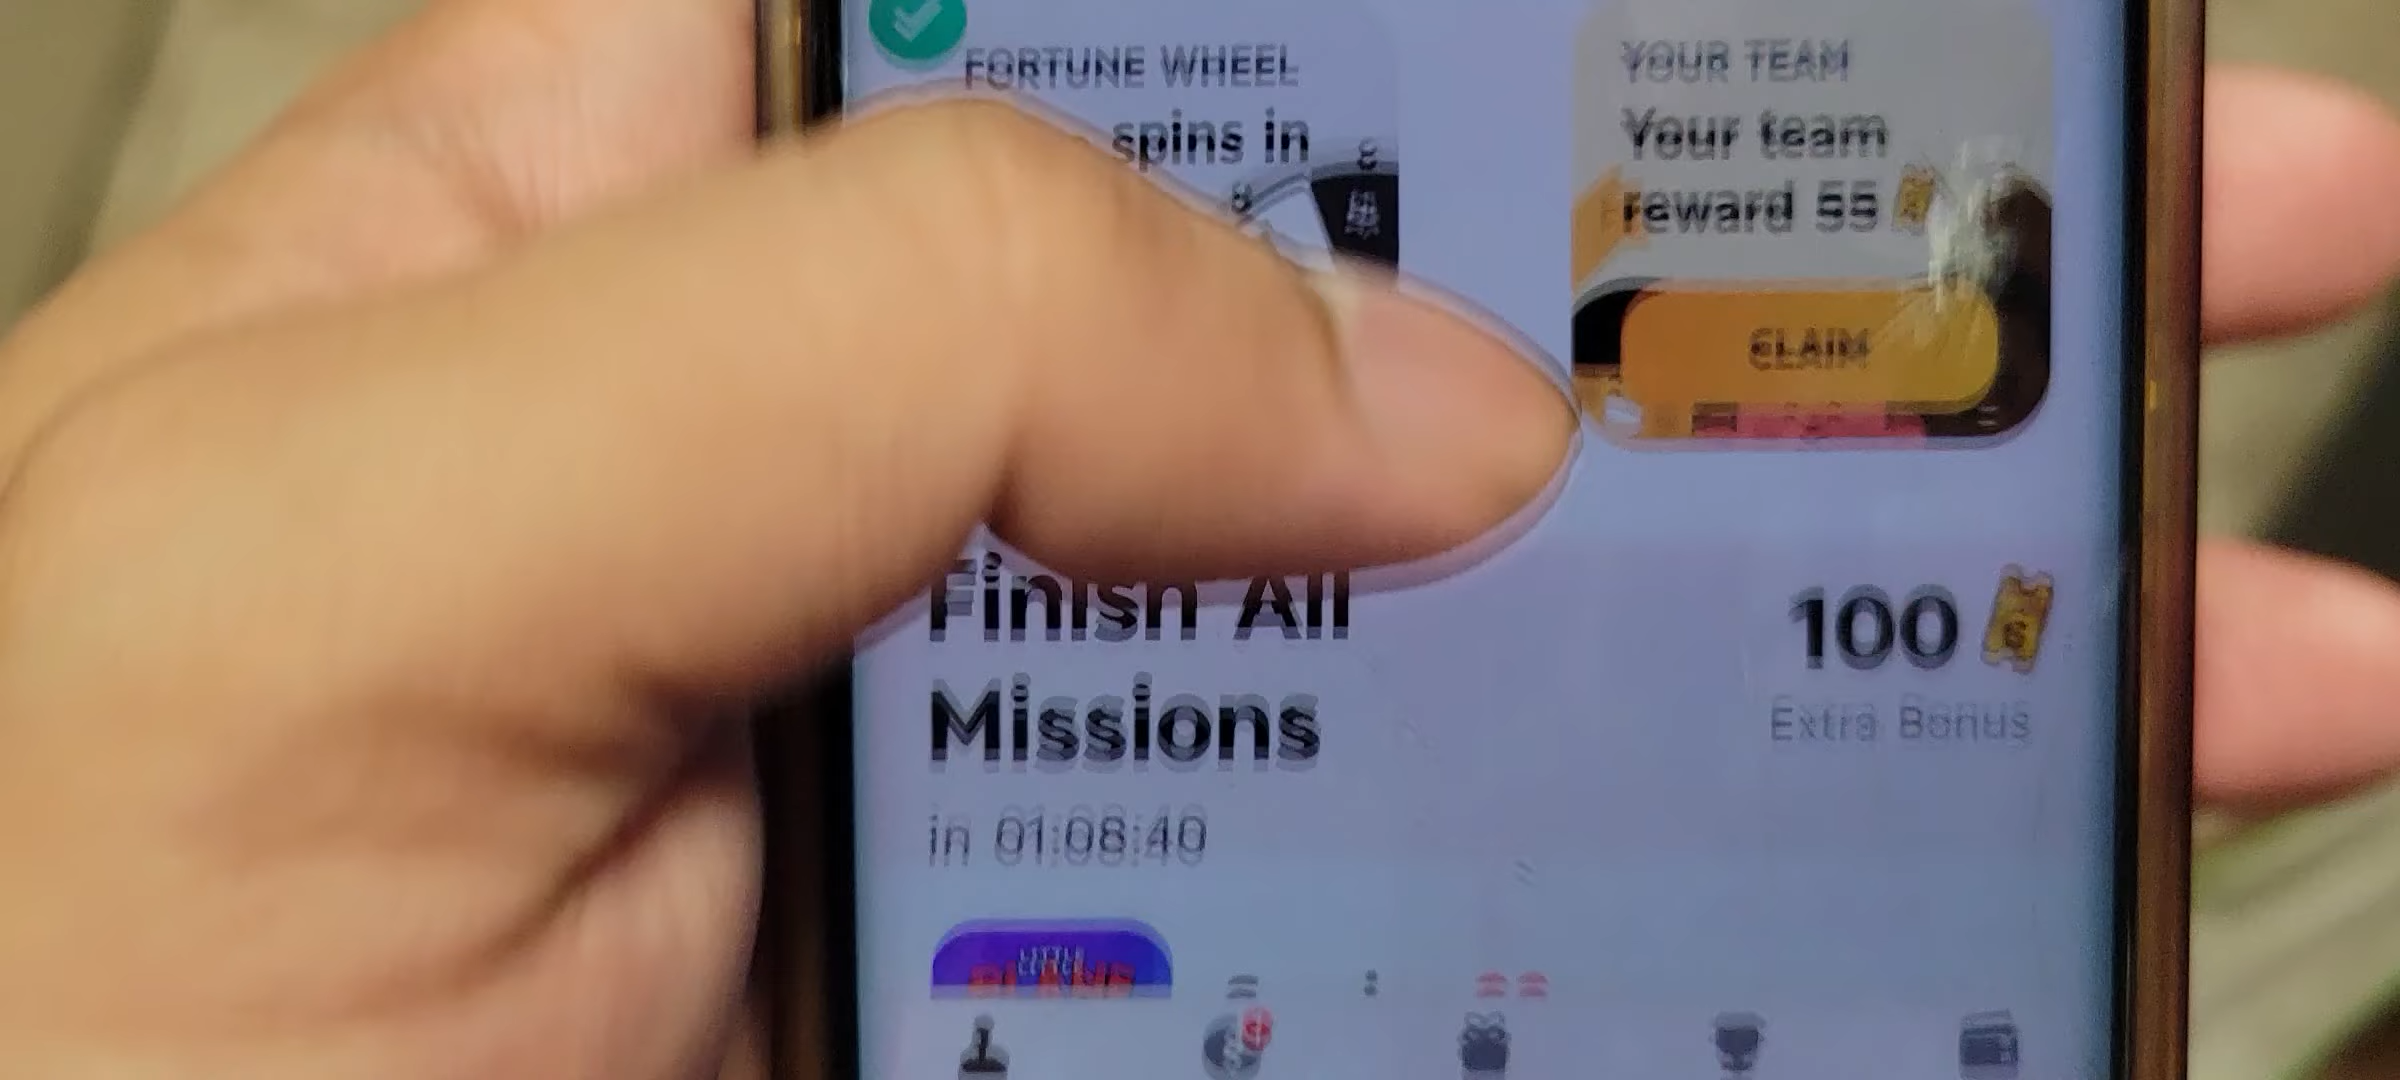 FORTUNE WHEEL
spins in
YOUR TEAM
Your team
reward 55
CLAIM
Finish All
Missions
in 01:08:40
100
Extra Bonus
LITTLE